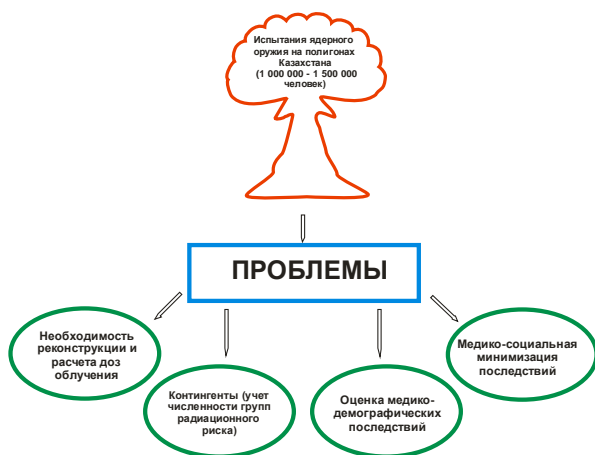 Испытания ядерного
оружия на полигонах
Казахстана
(1 000 000 - 1 500 000
человек)
ПРОБЛЕМЫ
Необходимость
реконструкции и
расчета доз
облучения
Контингенты (учет
численности групп
радиационного
риска)
Оценка медико-
демографических
последствий
Медико-социальная
минимизация
последствий